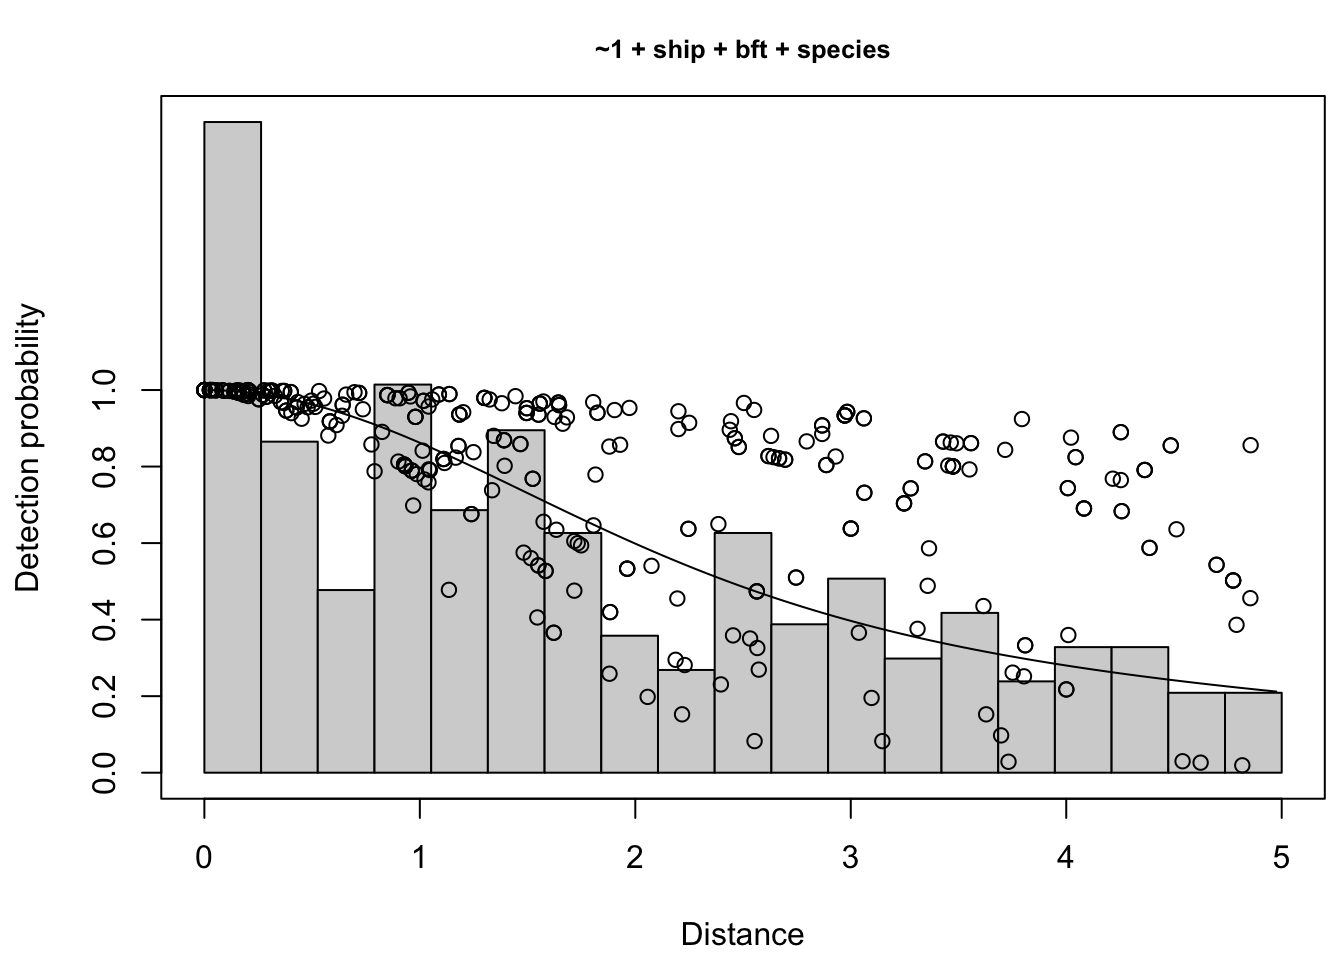 ~1 + ship + bft + species
Detection probability
1.0
0.8
0.6
0.4
0.2
0.0
0 1 2 3 4 5
Distance